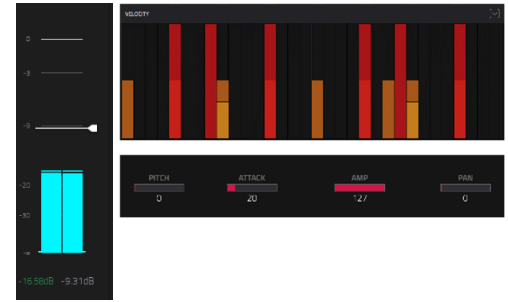 0
-3
-9
-20
-30
-∞
-16.58dB -9.31dB
VELOCITY
PITCH ATTACK AMP PAN
0 20 127 0